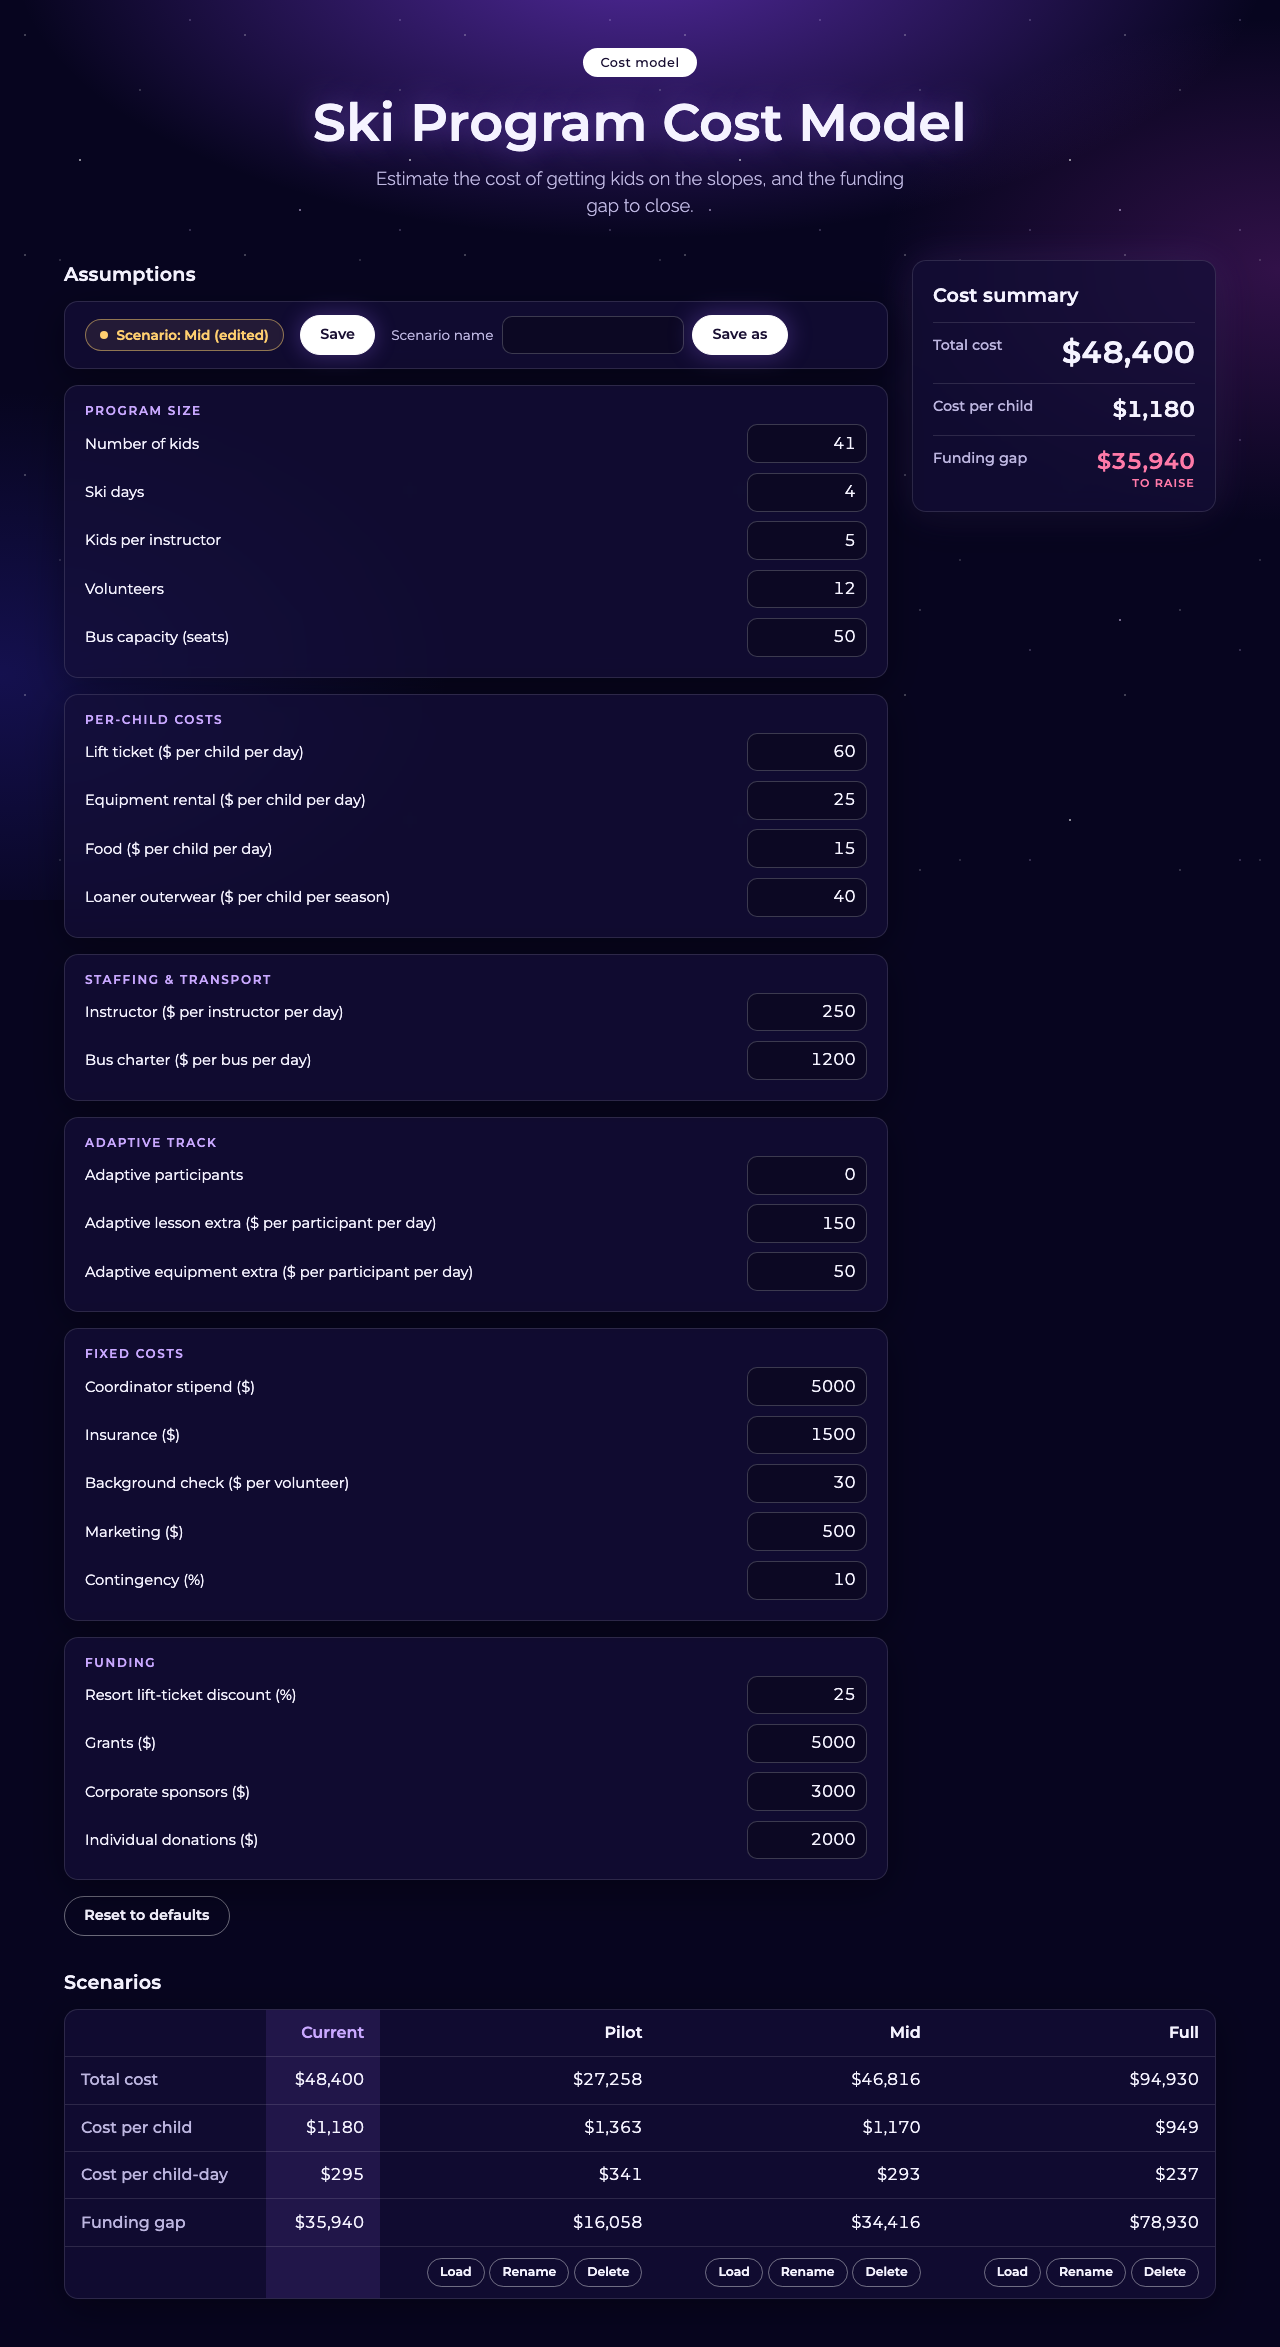 Cost model
Ski Program Cost Model
Estimate the cost of getting kids on the slopes, and the funding
gap to close.
Assumptions
Scenario: Mid (edited) Save Scenario name Save as
PROGRAM SIZE
Number of kids 41
Ski days 4
Kids per instructor 5
Volunteers 12
Bus capacity (seats) 50
PER-CHILD COSTS
Lift ticket ($ per child per day) 60
Equipment rental ($ per child per day) 25
Food ($ per child per day) 15
Loaner outerwear ($ per child per season) 40
STAFFING & TRANSPORT
Instructor ($ per instructor per day) 250
Bus charter ($ per bus per day) 1200
ADAPTIVE TRACK
Adaptive participants 0
Adaptive lesson extra ($ per participant per day) 150
Adaptive equipment extra ($ per participant per day) 50
FIXED COSTS
Coordinator stipend ($) 5000
Insurance ($) 1500
Background check ($ per volunteer) 30
Marketing ($) 500
Contingency (%) 10
FUNDING
Resort lift-ticket discount (%) 25
Grants ($) 5000
Corporate sponsors ($) 3000
Individual donations ($) 2000
Reset to defaults
Cost summary
Total cost $48,400
Cost per child $1,180
Funding gap $35,940
TO RAISE
Scenarios
Current Pilot Mid Full
Total cost $48,400 $27,258 $46,816 $94,930
Cost per child $1,180 $1,363 $1,170 $949
Cost per child-day $295 $341 $293 $237
Funding gap $35,940 $16,058 $34,416 $78,930
Load Rename Delete Load Rename Delete Load Rename Delete